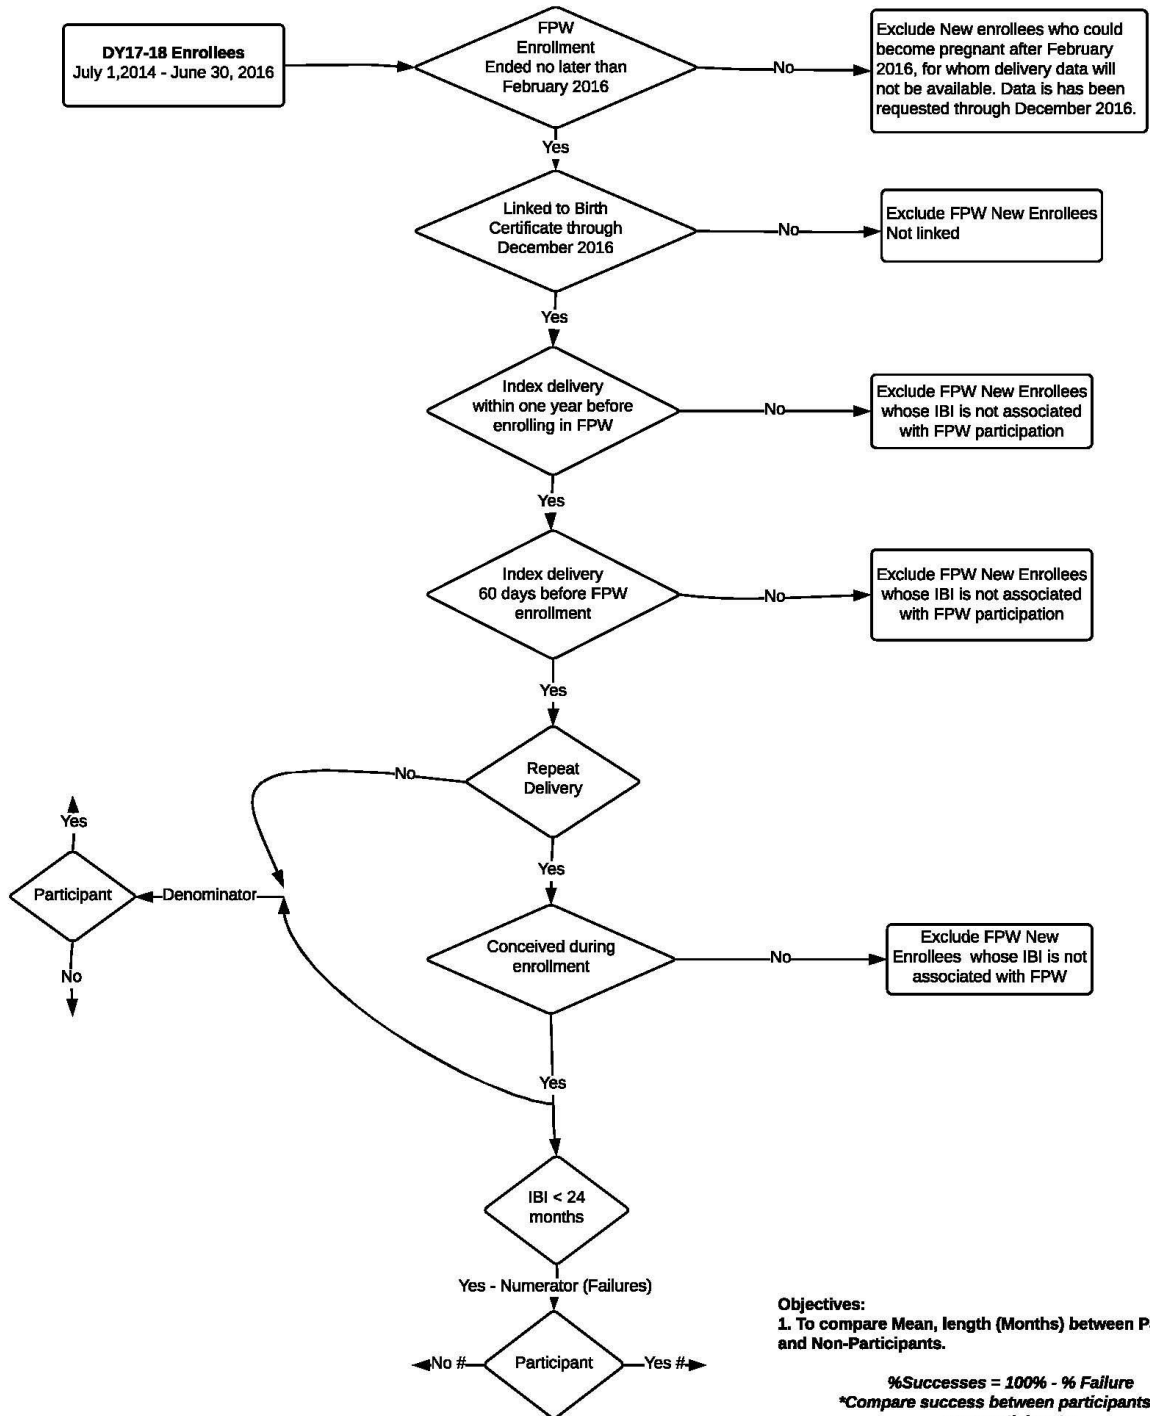 DY17-18 Enrollees
July 1,2014 - June 30, 2016
FPW
Enrollment
Ended no later than
February 2016
No
Exclude New enrollees who could
become pregnant after February
2016, for whom delivery data will
not be available. Data is has been
requested through December 2016.
Yes
Linked to Birth
Certificate through
December 2016
No
Exclude FPW New Enrollees
Not linked
Yes
Index delivery
within one year before
enrolling in FPW
No
Exclude FPW New Enrollees
whose IBI is not associated
with FPW participation
Yes
Index delivery
60 days before FPW
enrollment
No
Exclude FPW New Enrollees
whose IBI is not associated
with FPW participation
Yes
Repeat
Delivery
No
Yes
Participant
Denominator
No
Yes
Conceived during
enrollment
No
Exclude FPW New
Enrollees whose IBI is not
associated with FPW
Yes
IBI < 24
months
Yes - Numerator (Failures)
Participant
No #
Yes #
Objectives:
1. To compare Mean, length (Months) between
and Non-Participants.
%Successes = 100% - % Failure
*Compare success between participants